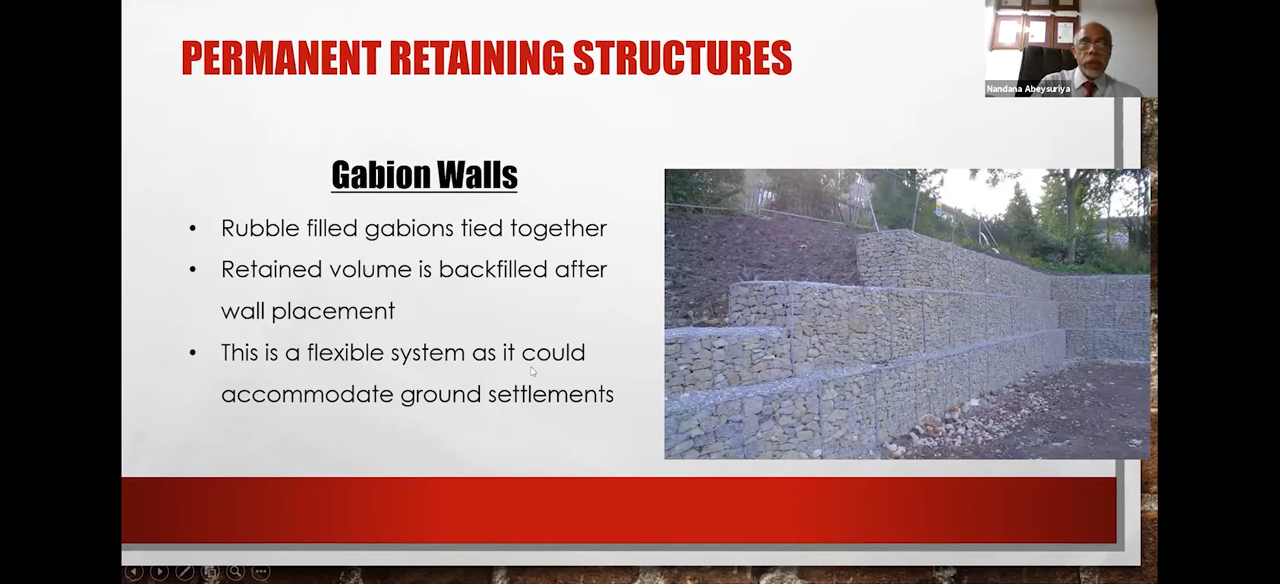 PERMANENT RETAINING STRUCTURES
Nandana Abeysuriya
Gabion Walls
• Rubble filled gabions tied together
• Retained volume is backfilled after
wall placement
• This is a flexible system as it could
accommodate ground settlements